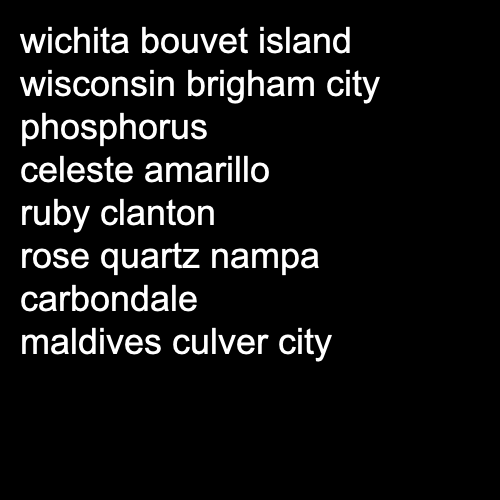 wichita bouvet island
wisconsin brigham city
phosphorus
celeste amarillo
ruby clanton
rose quartz nampa
carbondale
maldives culver city